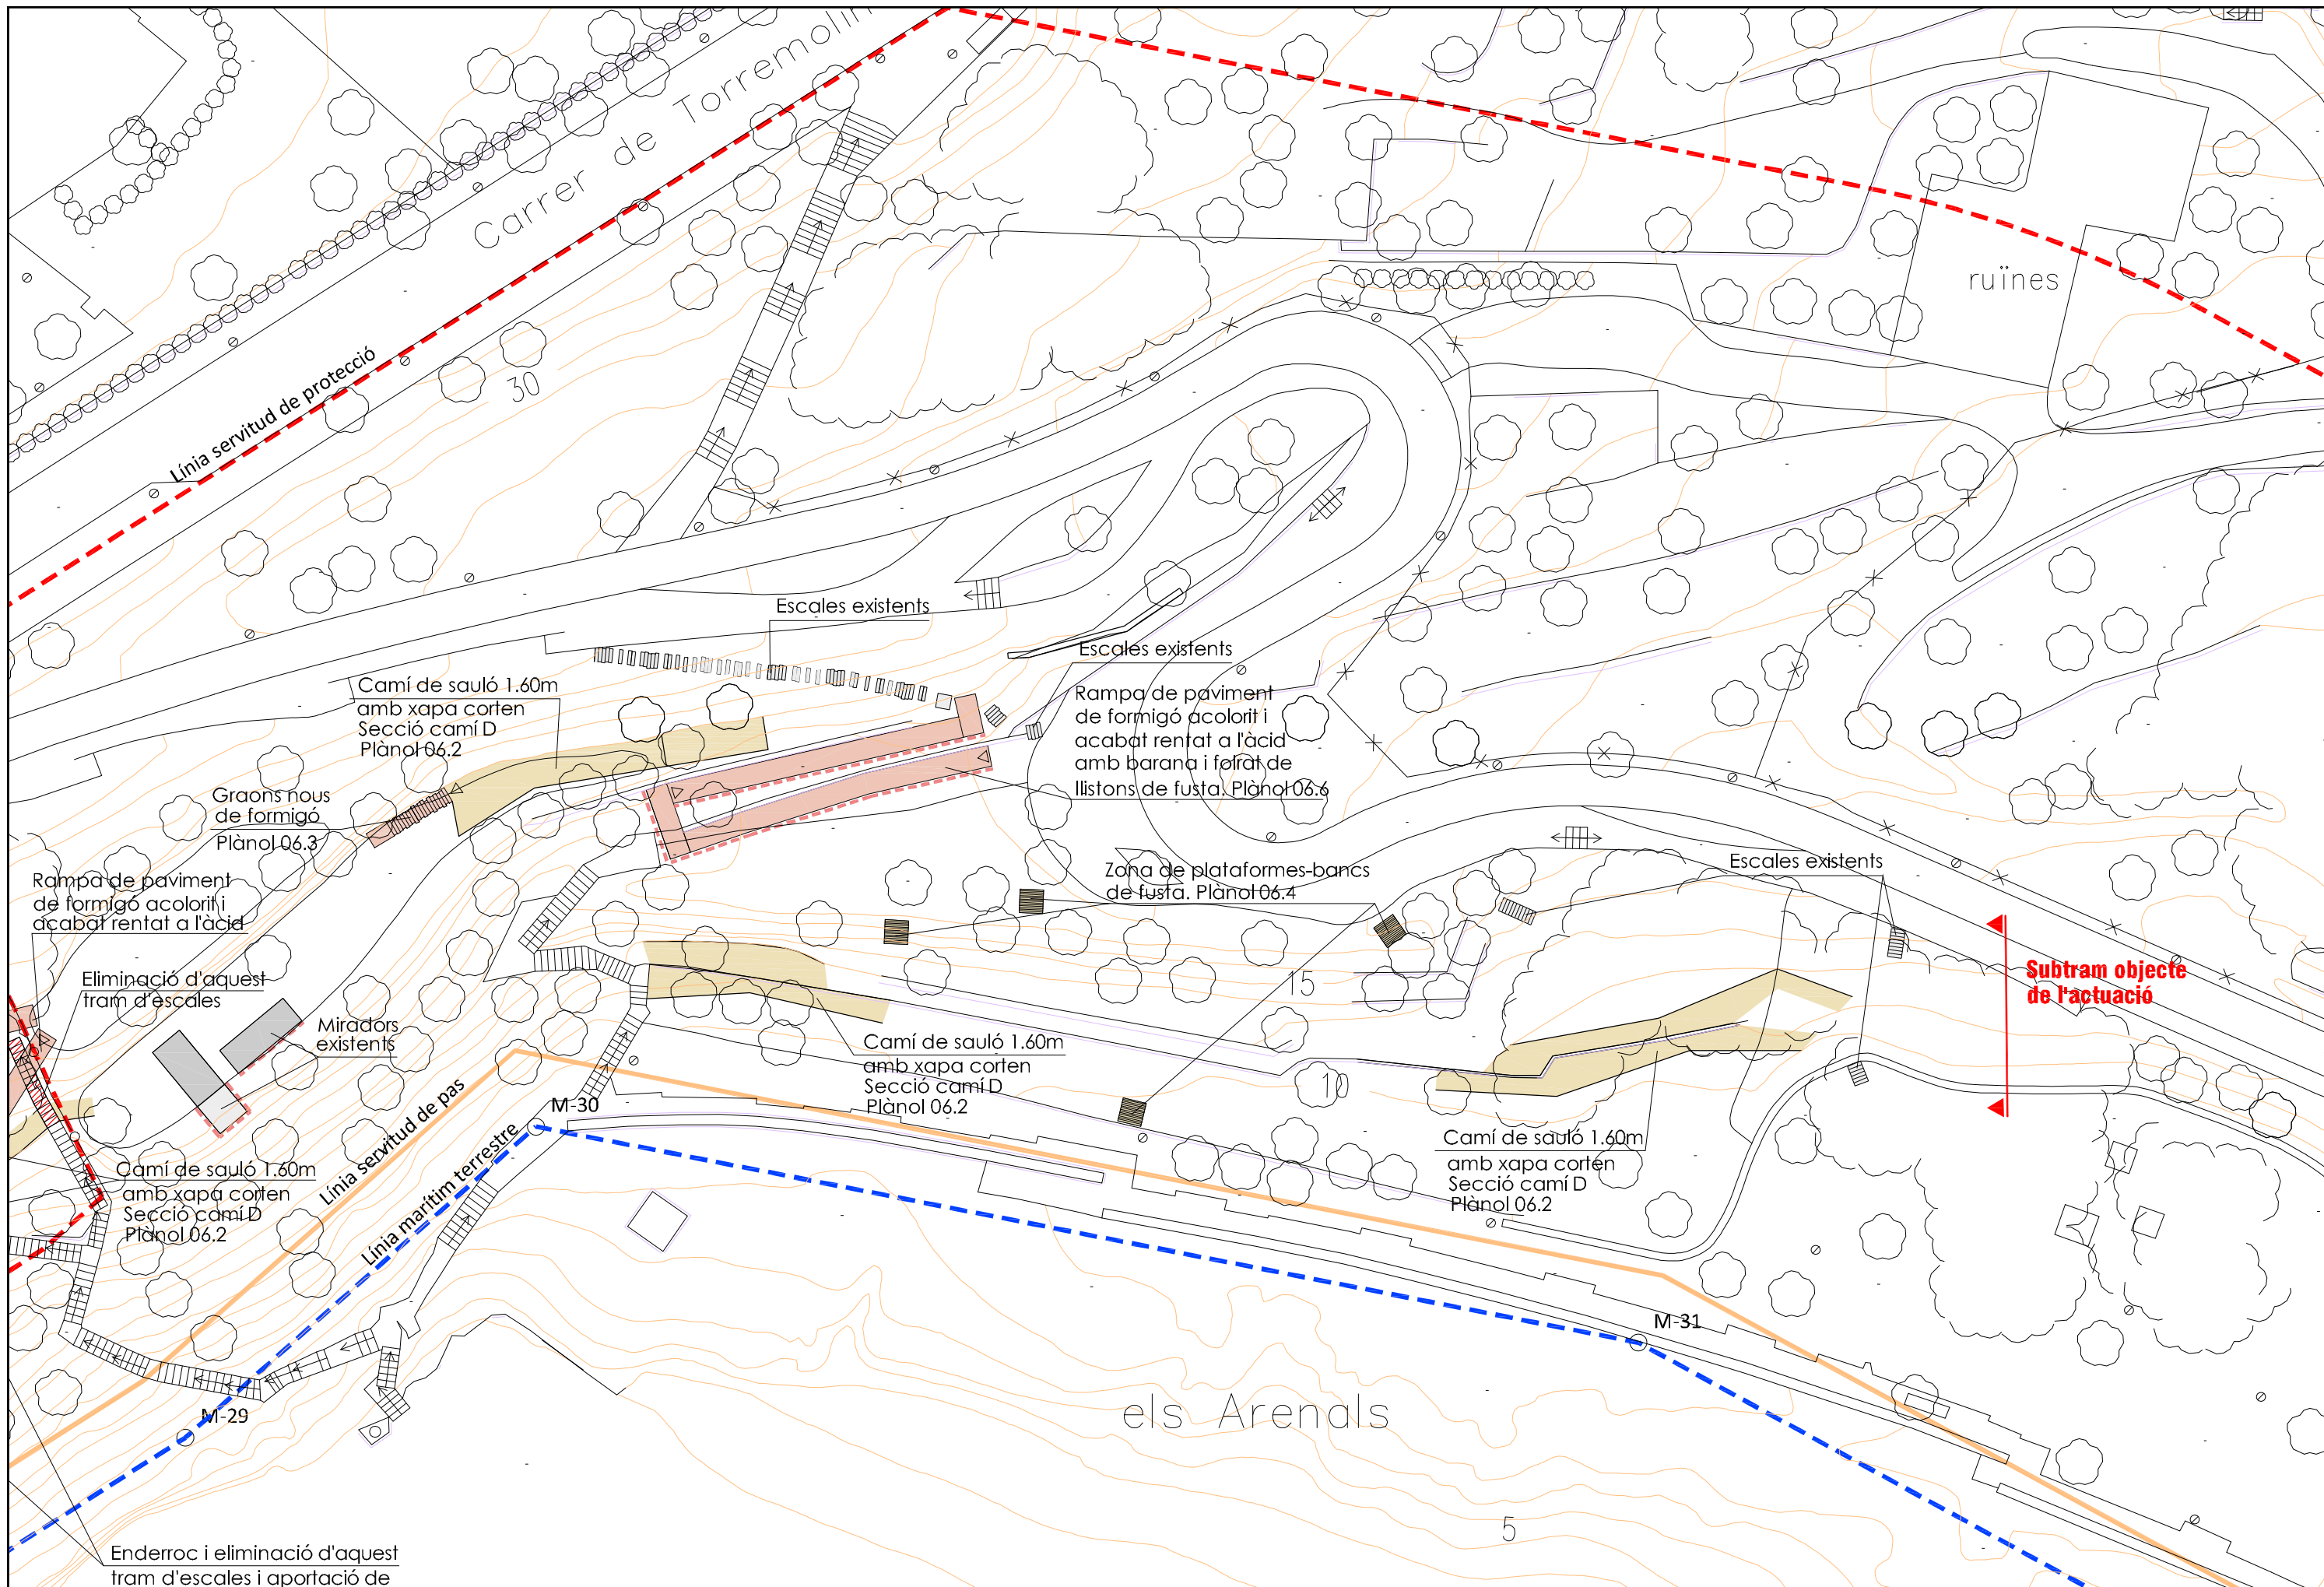 Carrer de Torremolin
ruïnes
Línia servitud de protecció
30
Escales existents
Escales existents
Camí de sauló 1.60m
amb xapa corten
Secció camí D
Plànol 06.2
Rampa de paviment
de formigó acolorit i
acabat rentat a l'àcid
amb barana i folrat de
llistons de fusta. Plànol 06.6
Graons nous
de formigó
Plànol 06.3
Zona de plataformes-bancs
de fusta. Plànol 06.4
Escales existents
Rampa de paviment
de formigó acolorit i
acabat rentat a l'àcid
Eliminació d'aquest
tram d'escales
15
Subtram objecte
de l'actuació
Miradors
existents
Camí de sauló 1.60m
amb xapa corten
Secció camí D
Plànol 06.2
10
M-30
Línia servitud de pas
Línia marítim terrestre
Camí de sauló 1.60m
amb xapa corten
Secció camí D
Plànol 06.2
Camí de sauló 1.60m
amb xapa corten
Secció camí D
Plànol 06.2
M-31
M-29
els Arenals
5
Enderroc i eliminació d'aquest
tram d'escales i aportació de